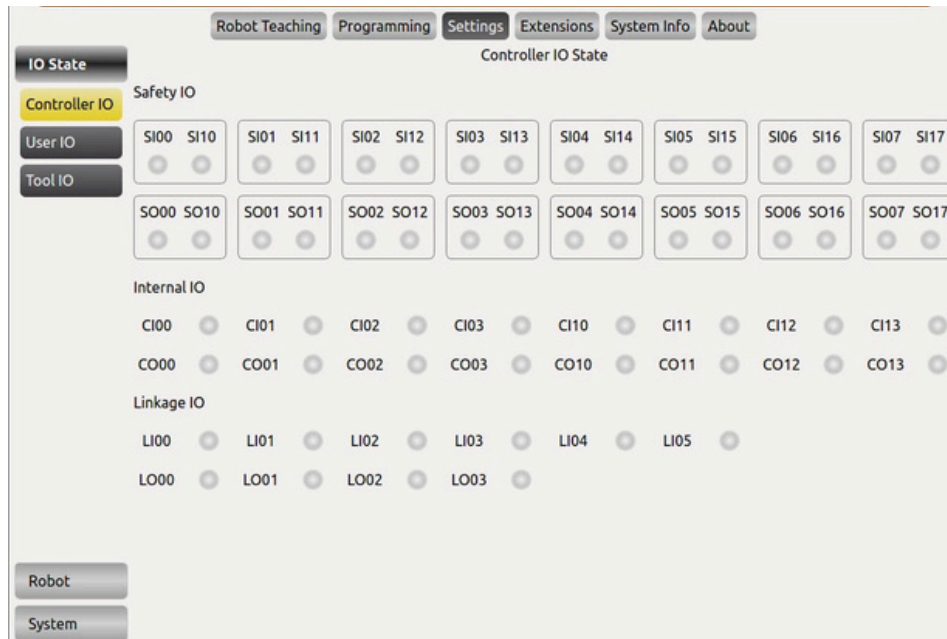 Robot Teaching Programming Settings Extensions System Info About
IO State
Controller IO State
Controller IO
Safety IO
User IO
SI00 SI10 SI01 SI11 SI02 SI12 SI03 SI13 SI04 SI14 SI05 SI15 SI06 SI16 SI07 SI17
Tool IO
SO00 SO10 SO01 SO11 SO02 SO12 SO03 SO13 SO04 SO14 SO05 SO15 SO06 SO16 SO07 SO17
Internal IO
CI00 CI01 CI02 CI03 CI10 CI11 CI12 CI13
CO00 CO01 CO02 CO03 CO10 CO11 CO12 CO13
Linkage IO
LI00 LI01 LI02 LI03 LI04 LI05
LO00 LO01 LO02 LO03
Robot
System